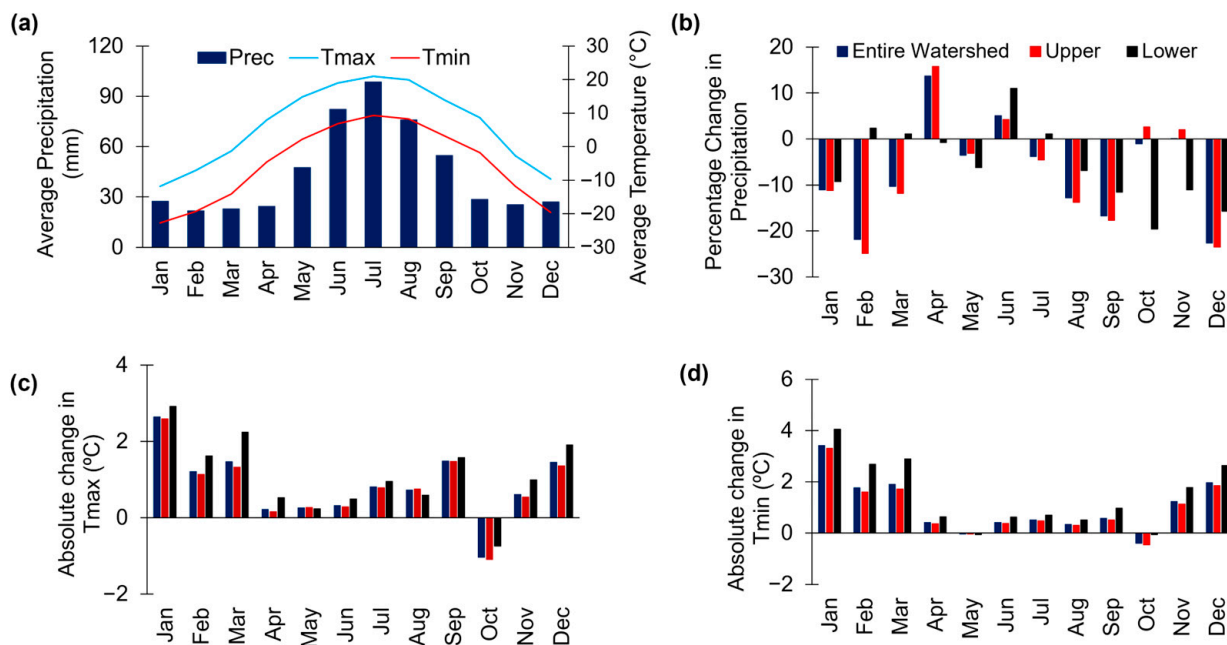 (a)
Average Precipitation
(mm)
120
90
60
30
0
Prec
Tmax
Tmin
30
20
10
0
−10
−20
−30
Average Temperature (°C)
Jan
Feb
Mar
Apr
May
Jun
Jul
Aug
Sep
Oct
Nov
Dec
(b)
Percentage Change in
Precipitation
20
10
0
−10
−20
−30
Entire Watershed
Upper
Lower
Jan
Feb
Mar
Apr
May
Jun
Jul
Aug
Sep
Oct
Nov
Dec
(c)
Absolute change in
Tmax (ºC)
4
2
0
−2
Jan
Feb
Mar
Apr
May
Jun
Jul
Aug
Sep
Oct
Nov
Dec
(d)
Absolute change in
Tmin (ºC)
6
4
2
0
−2
Jan
Feb
Mar
Apr
May
Jun
Jul
Aug
Sep
Oct
Nov
Dec